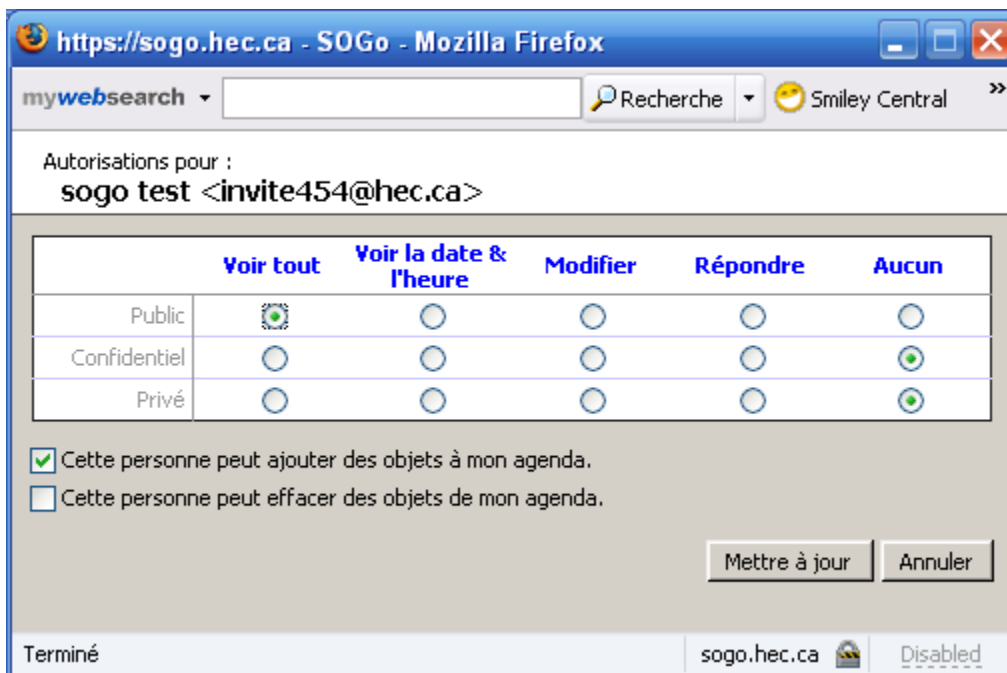 https://sogo.hec.ca - SOGo - Mozilla Firefox
mywebsearch Recherche Smiley Central »
Autorisations pour :
sogo test <invite454@hec.ca>
Voir tout Voir la date & l'heure Modifier Répondre Aucun
Public
Confidentiel
Privé
Cette personne peut ajouter des objets à mon agenda.
Cette personne peut effacer des objets de mon agenda.
Mettre à jour Annuler
Terminé sogo.hec.ca Disabled